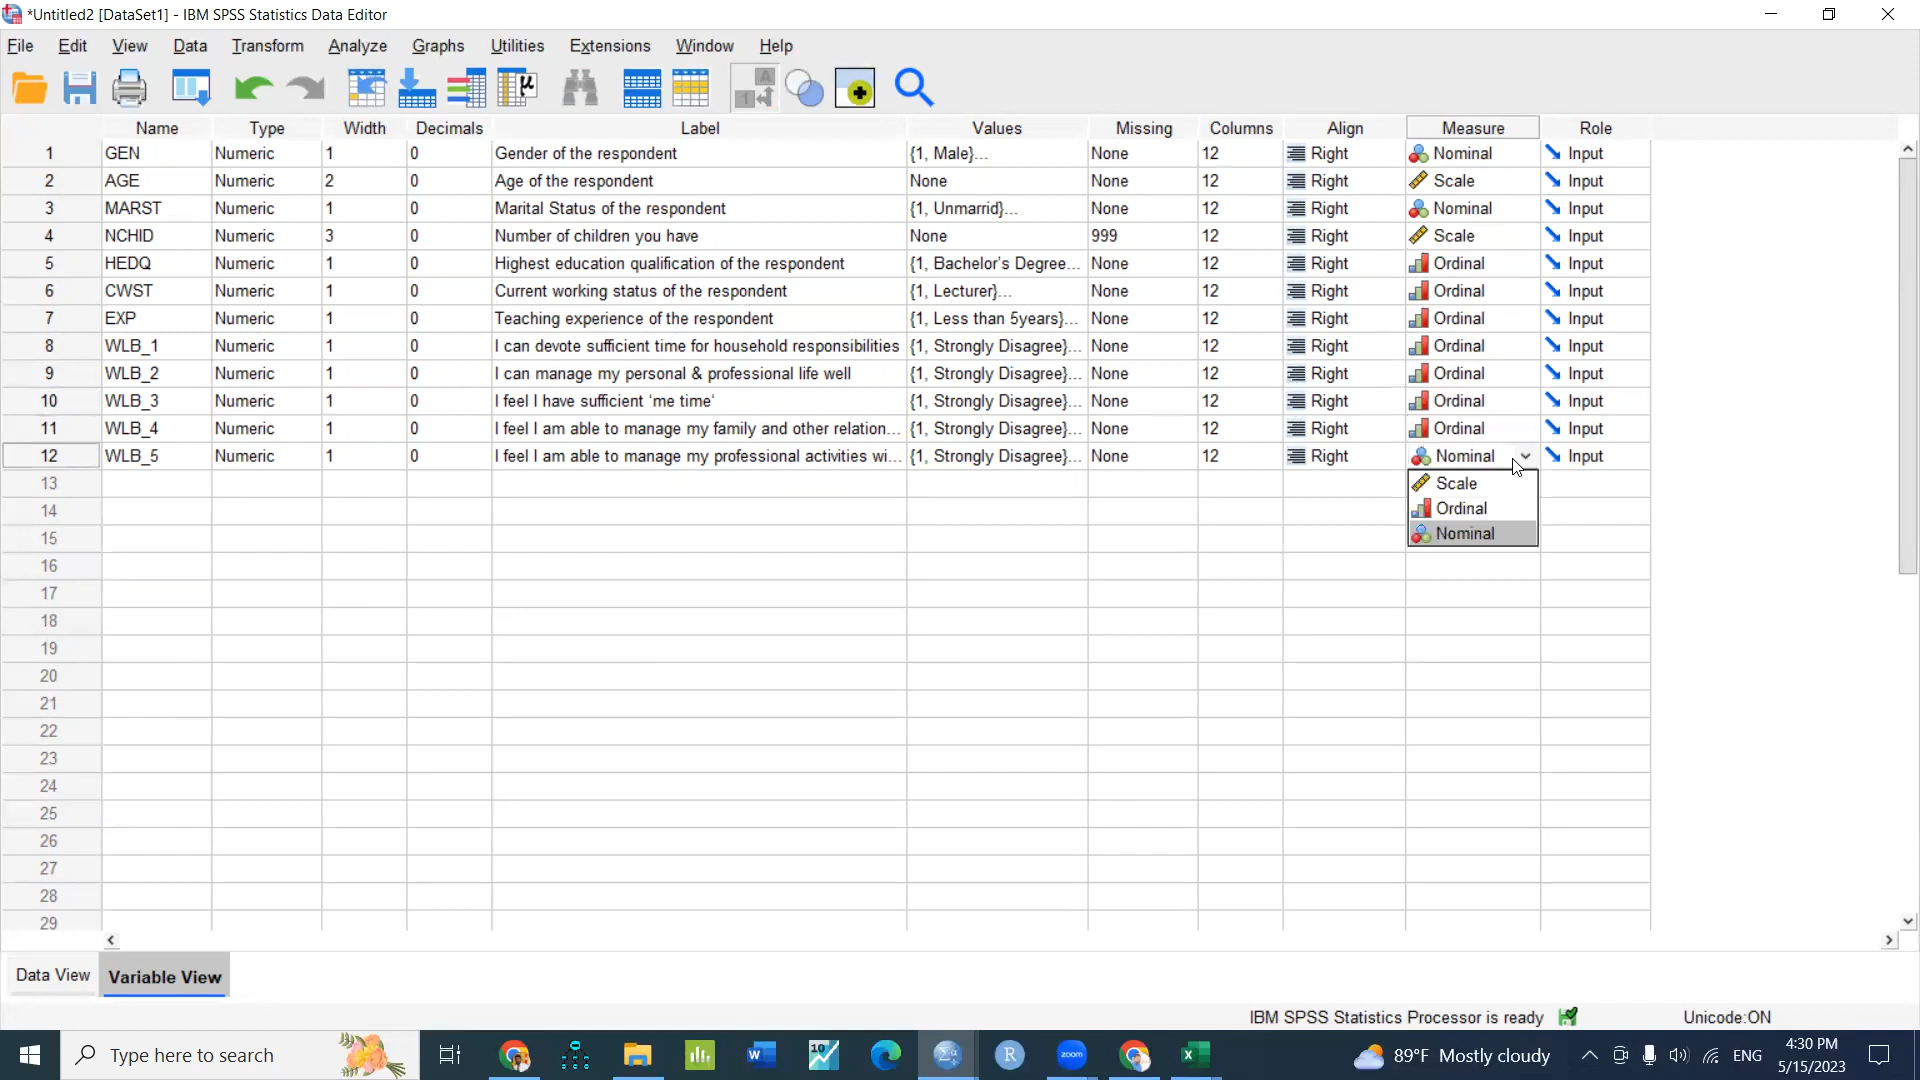 *Untitled2 [DataSet1] - IBM SPSS Statistics Data Editor
File Edit View Data Transform Analyze Graphs Utilities Extensions Window Help
Name Type Width Decimals Label Values Missing Columns Align Measure Role
1 GEN Numeric 1 0 Gender of the respondent {1, Male}... None 12 Right Nominal Input
2 AGE Numeric 2 0 Age of the respondent None None 12 Right Scale Input
3 MARST Numeric 1 0 Marital Status of the respondent {1, Unmarrid}... None 12 Right Nominal Input
4 NCHID Numeric 3 0 Number of children you have None 999 12 Right Scale Input
5 HEDQ Numeric 1 0 Highest education qualification of the respondent {1, Bachelor's Degree... None 12 Right Ordinal Input
6 CWST Numeric 1 0 Current working status of the respondent {1, Lecturer}... None 12 Right Ordinal Input
7 EXP Numeric 1 0 Teaching experience of the respondent {1, Less than 5years}... None 12 Right Ordinal Input
8 WLB_1 Numeric 1 0 I can devote sufficient time for household responsibilities {1, Strongly Disagree}... None 12 Right Ordinal Input
9 WLB_2 Numeric 1 0 I can manage my personal & professional life well {1, Strongly Disagree}... None 12 Right Ordinal Input
10 WLB_3 Numeric 1 0 I feel I have sufficient 'me time' {1, Strongly Disagree}... None 12 Right Ordinal Input
11 WLB_4 Numeric 1 0 I feel I am able to manage my family and other relation... {1, Strongly Disagree}... None 12 Right Ordinal Input
12 WLB_5 Numeric 1 0 I feel I am able to manage my professional activities wi... {1, Strongly Disagree}... None 12 Right Nominal Input
13 Scale
14 Ordinal
15 Nominal
16
17
18
19
20
21
22
23
24
25
26
27
28
29
Data View Variable View
IBM SPSS Statistics Processor is ready Unicode:ON
Type here to search 10 zoom 89°F Mostly cloudy ENG 4:30 PM
5/15/2023